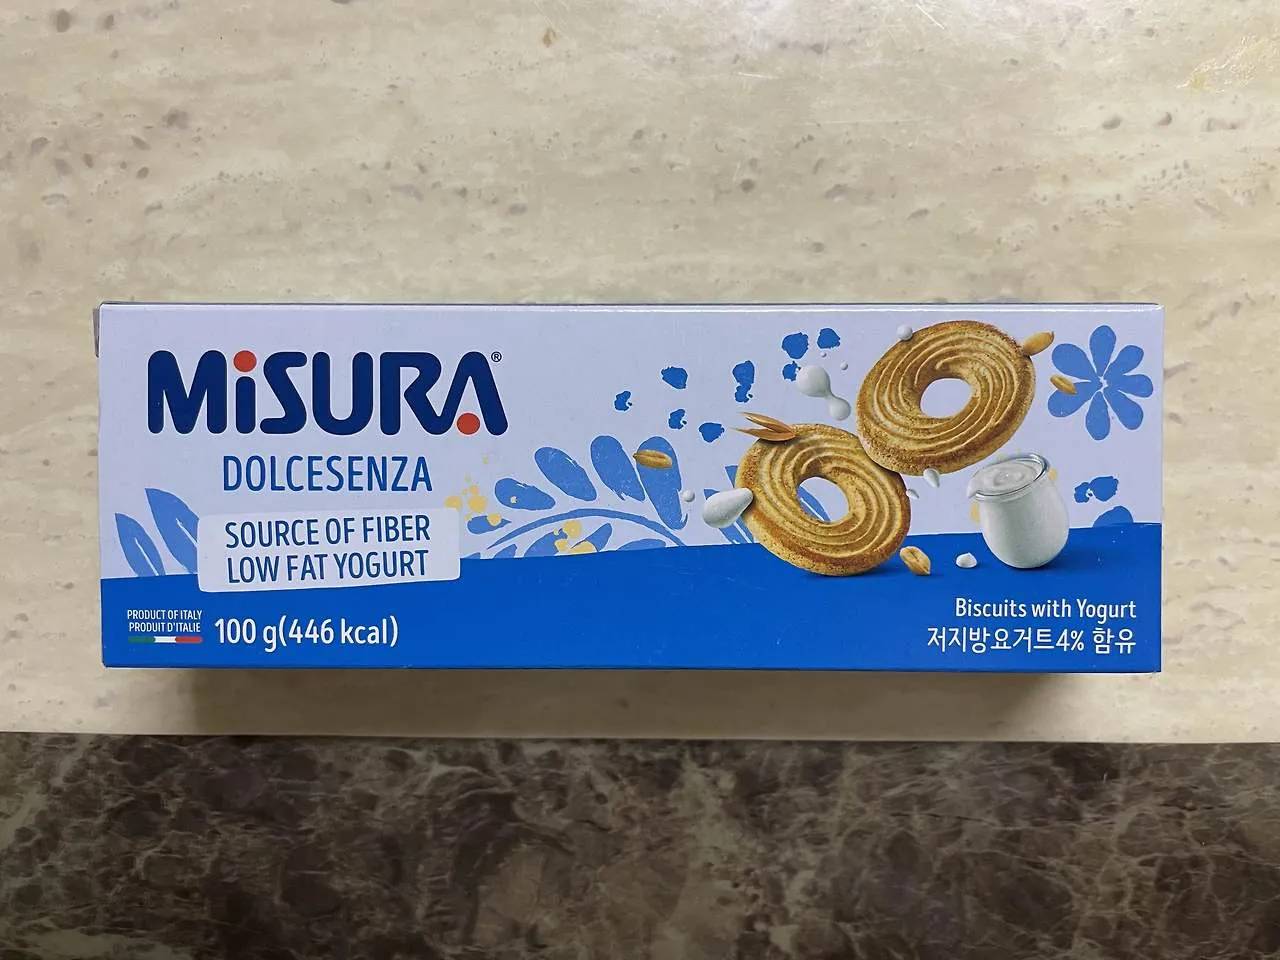 MiSURA®
DOLCESENZA
SOURCE OF FIBER
LOW FAT YOGURT
PRODUCT OF ITALY
PRODUIT D'ITALIE
100 g(446 kcal)
Biscuits with Yogurt
저지방요거트4% 함유